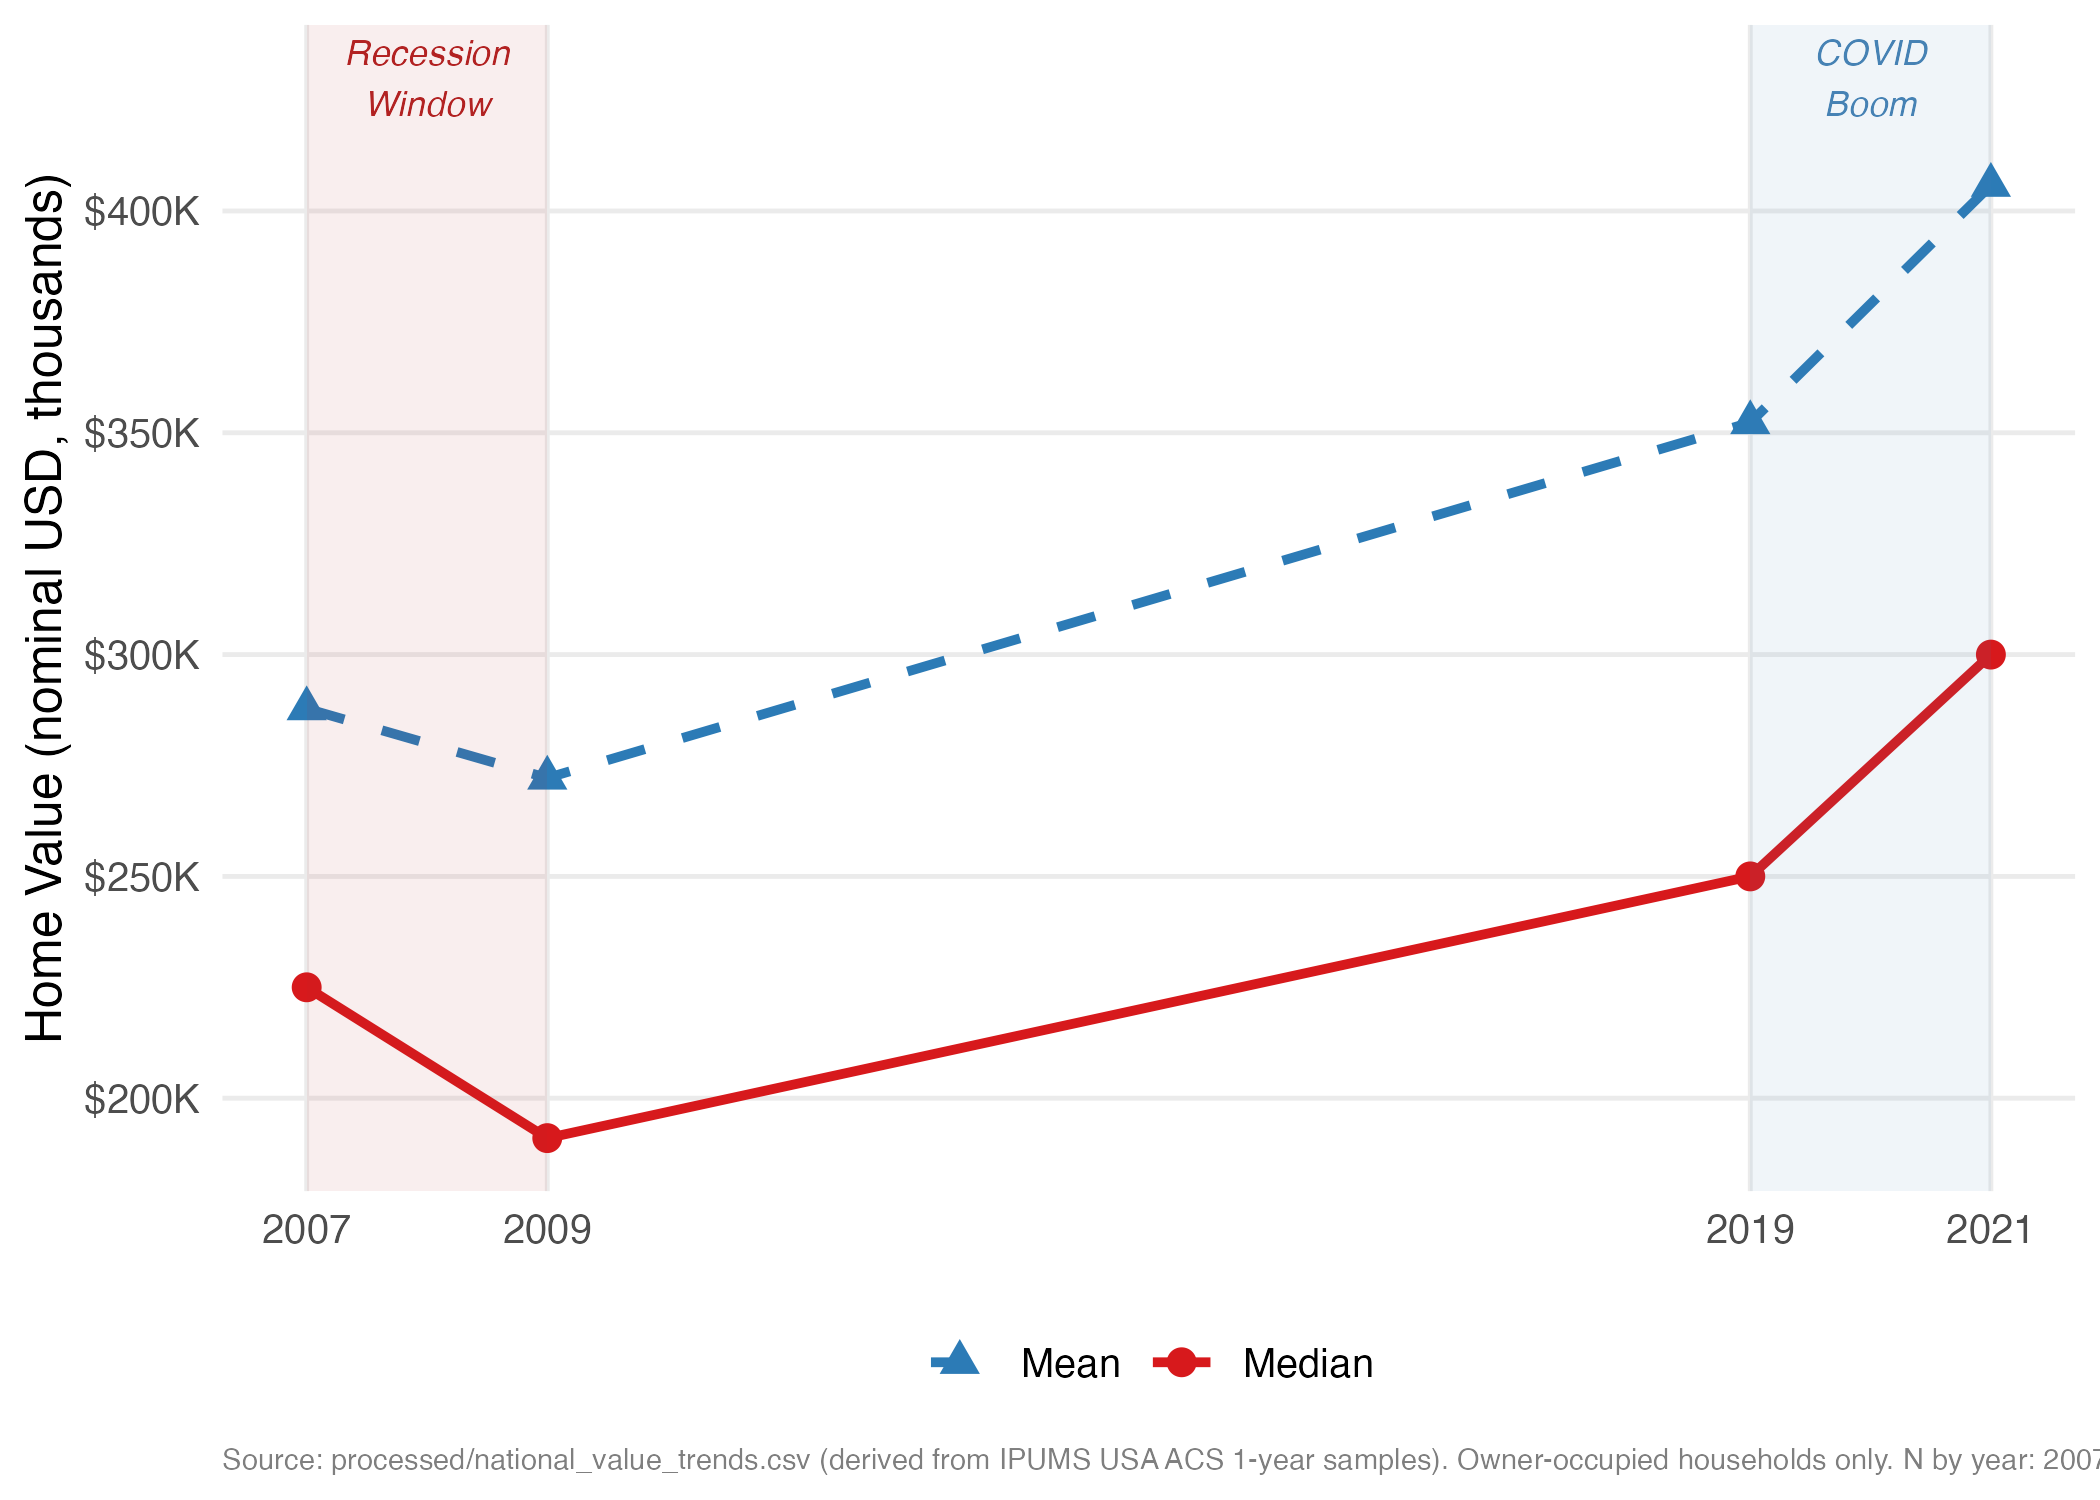 Recession
Window
COVID
Boom
Home Value (nominal USD, thousands)
$400K
$350K
$300K
$250K
$200K
2007
2009
2019
2021
Mean
Median
Source: processed/national_value_trends.csv (derived from IPUMS USA ACS 1-year samples). Owner-occupied households only. N by year: 2007